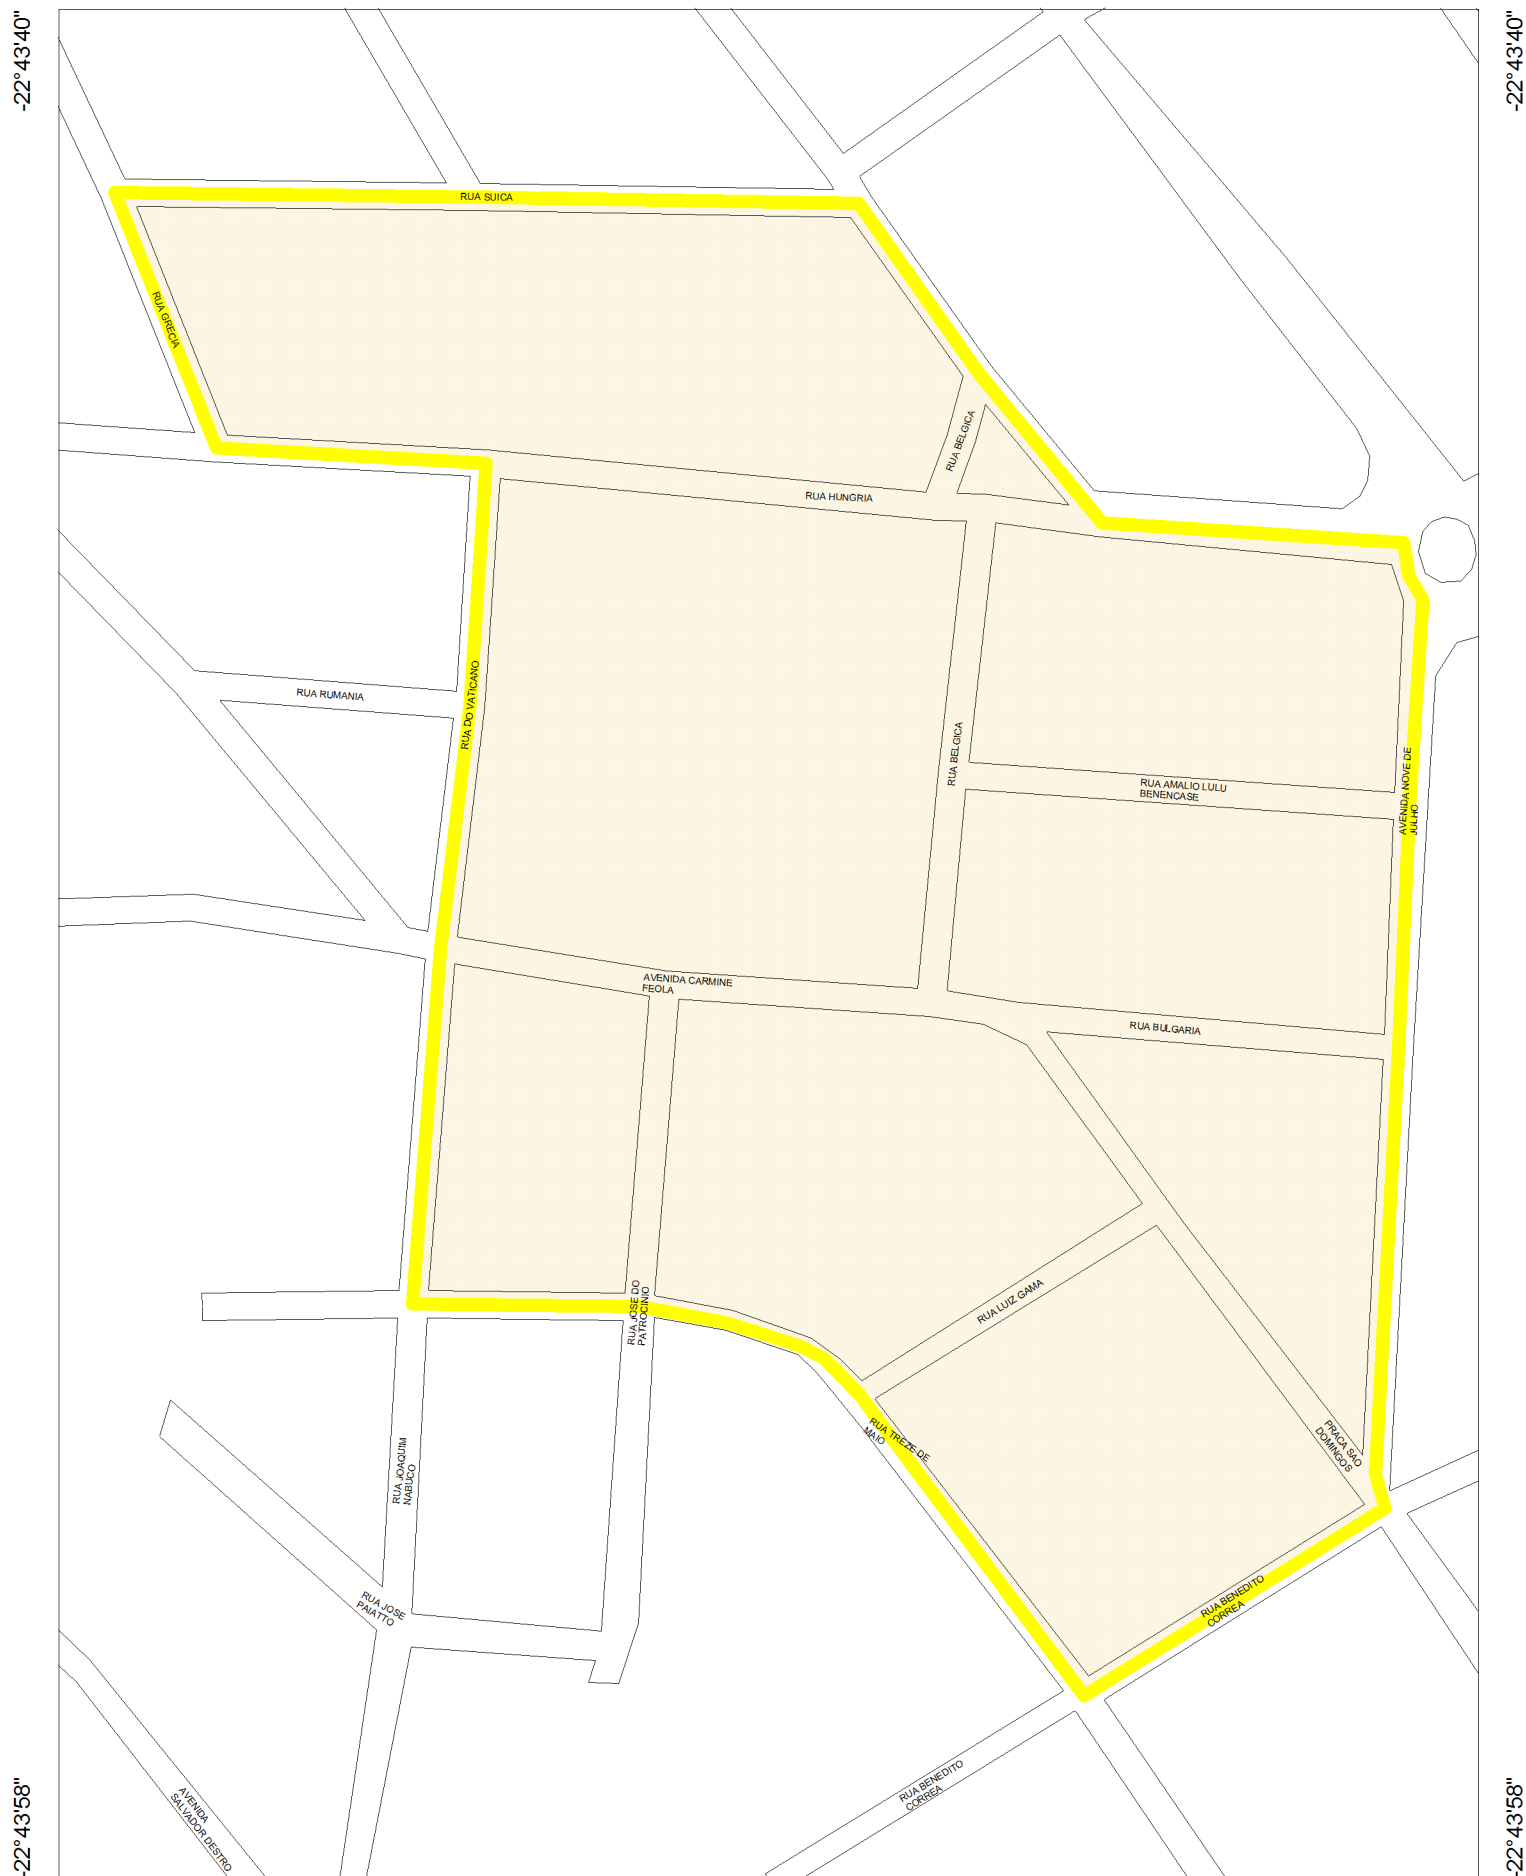 -22°43'40"
-22°43'40"
RUA SUICA
RUA GRECIA
RUA BELGICA
RUA HUNGRIA
RUA RUMANIA
RUA DO VATICANO
RUA BELGICA
RUA AMALIO LULU
BENENCASE
AVENIDA NOVE DE
JULHO
AVENIDA CARMINE
FEOLA
RUA BULGARIA
RUA LUIZ GAMA
RUA JOSE DO
PATROCINIO
RUA TREZE DE
MAIO
PRACA SAO
DOMINGOS
RUA JOAQUIM
NABUCO
RUA JOSE
PAIATTO
RUA BENEDITO
CORREA
RUA BENEDITO
CORREA
AVENIDA
SALVADOR DESTRO
-22°43'58"
-22°43'58"